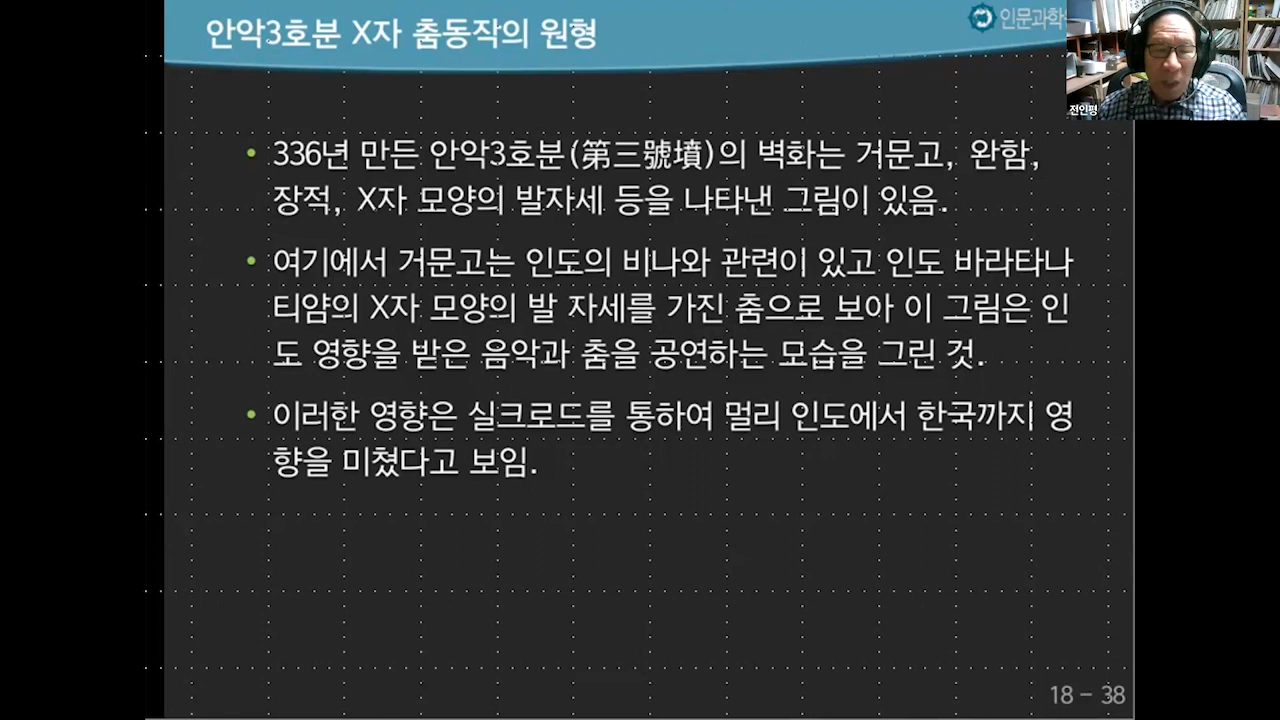 안악3호분 X자 춤동작의 원형
인문과학
전인평
• 336년 만든 안악3호분(第三號墳)의 벽화는 거문고, 완함,
장적, X자 모양의 발자세 등을 나타낸 그림이 있음.
• 여기에서 거문고는 인도의 비나와 관련이 있고 인도 바라타나
티얌의 X자 모양의 발 자세를 가진 춤으로 보아 이 그림은 인
도 영향을 받은 음악과 춤을 공연하는 모습을 그린 것.
• 이러한 영향은 실크로드를 통하여 멀리 인도에서 한국까지 영
향을 미쳤다고 보임.
18 - 38